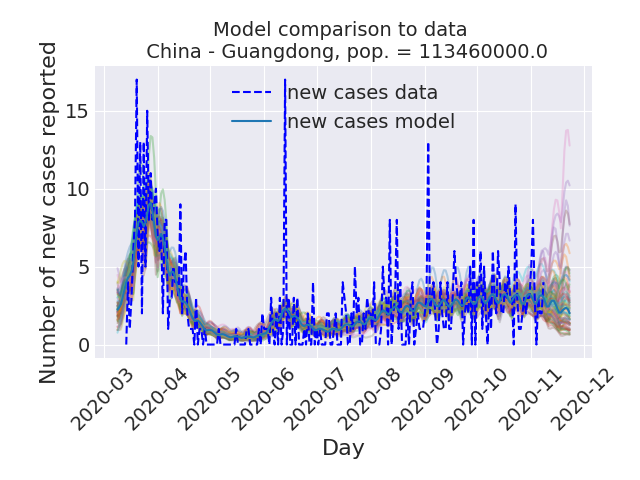 Model comparison to data
China - Guangdong, pop. = 113460000.0
Number of new cases reported
15
10
5
0
new cases data
new cases model
2020-03
2020-04
2020-05
2020-06
2020-07
2020-08
2020-09
2020-10
2020-11
2020-12
Day